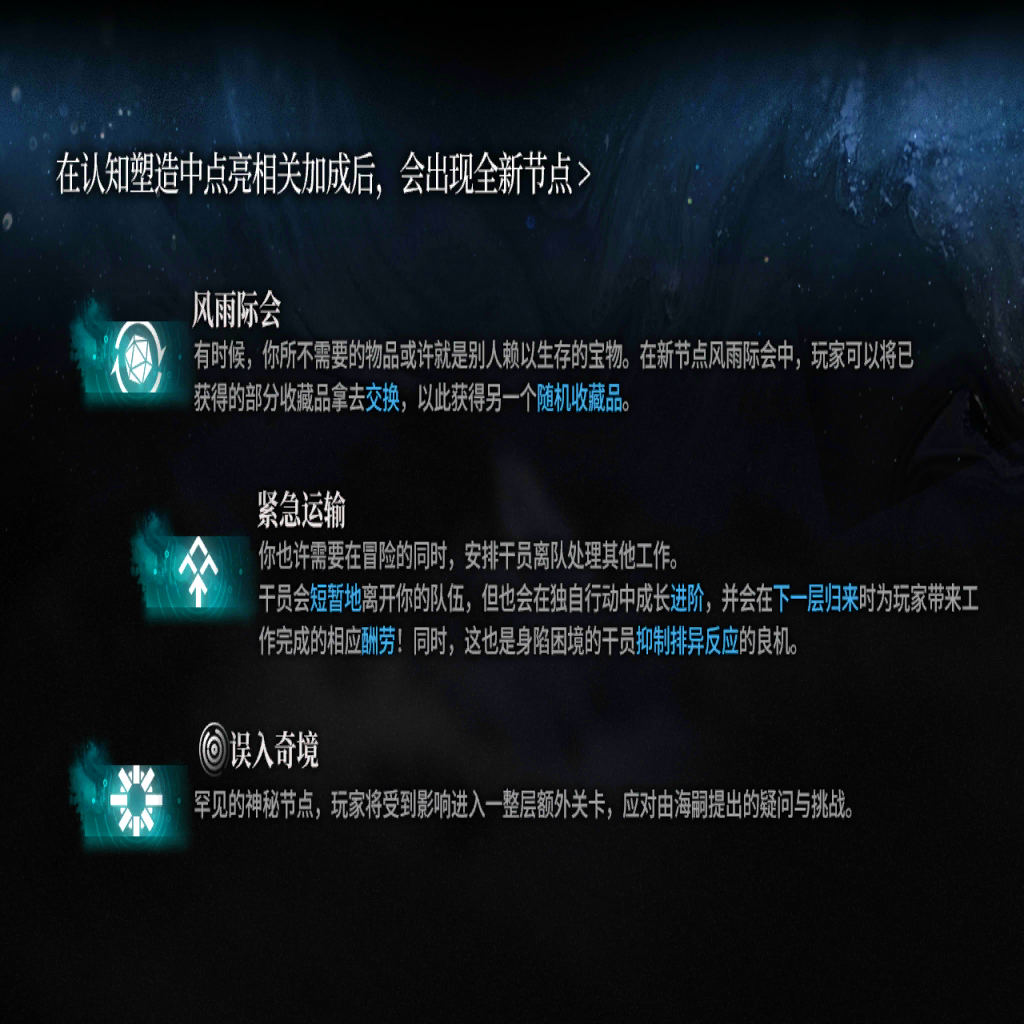 在认知塑造中点亮相关加成后，会出现全新节点>
风雨际会
有时候，你所不需要的物品或许就是别人赖以生存的宝物。在新节点风雨际会中，玩家可以将已
获得的部分收藏品拿去交换，以此获得另一个随机收藏品。
紧急运输
你也许需要在冒险的同时，安排干员离队处理其他工作。
干员会短暂地离开你的队伍，但也会在独自行动中成长进阶，并会在下一层归来时为玩家带来工
作完成的相应酬劳！同时，这也是身陷困境的干员抑制排异反应的良机。
误入奇境
罕见的神秘节点，玩家将受到影响进入一整层额外关卡，应对由海嗣提出的疑问与挑战。